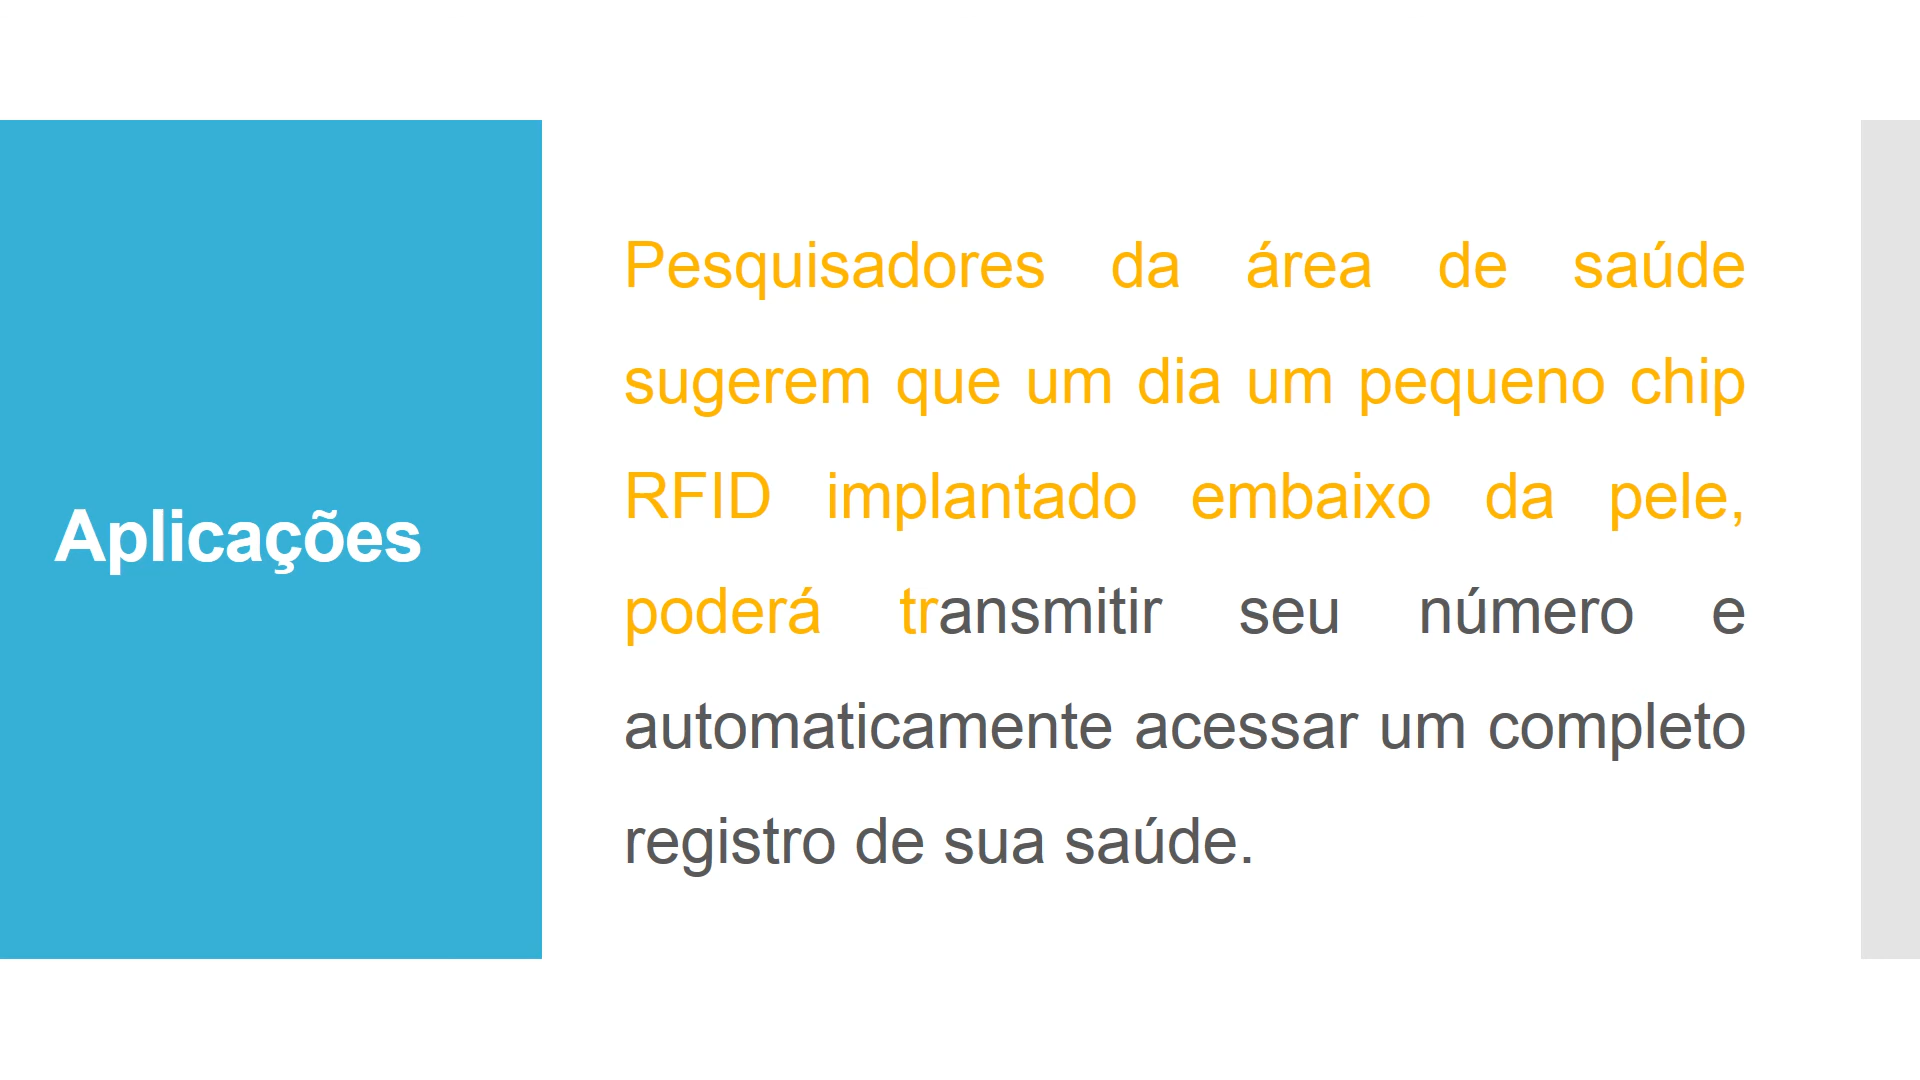 Aplicações
Pesquisadores da área de saúde
sugerem que um dia um pequeno chip
RFID implantado embaixo da pele,
poderá transmitir seu número e
automaticamente acessar um completo
registro de sua saúde.